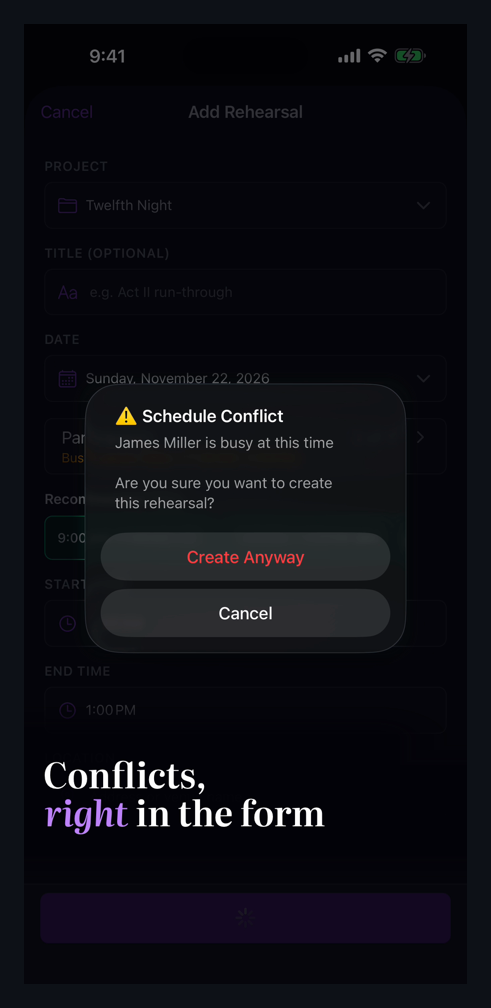 9:41
Cancel
Add Rehearsal
PROJECT
Twelfth Night
TITLE (OPTIONAL)
Aa e.g. Act II run-through
DATE
Sunday, November 22, 2026
⚠️ Schedule Conflict
James Miller is busy at this time
Are you sure you want to create
this rehearsal?
Create Anyway
Cancel
END TIME
1:00 PM
Conflicts,
right in the form